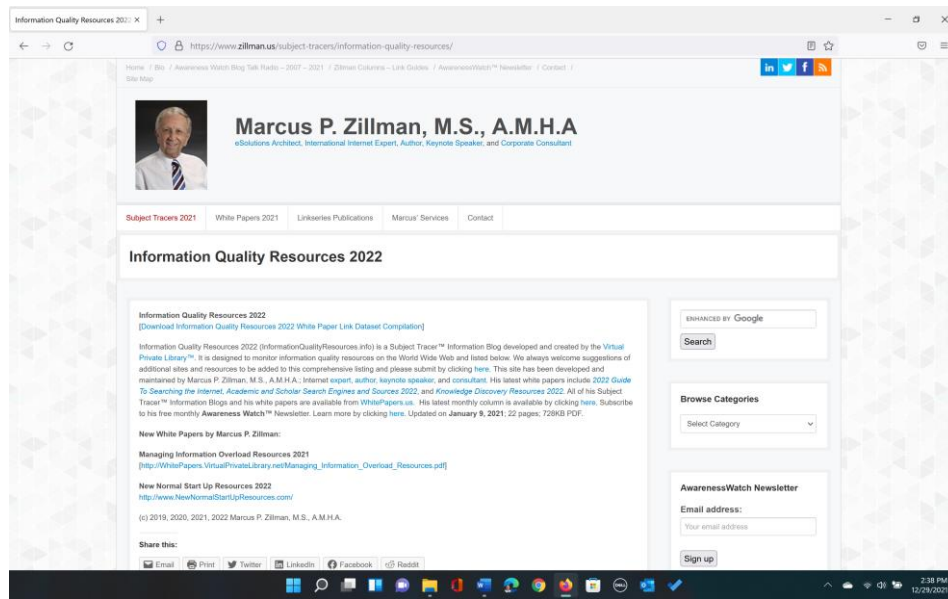 Information Quality Resources 2022
https://www.zillman.us/subject-tracers/information-quality-resources/
Home / Bio / Awareness Watch Blog Talk Radio – 2007 – 2021 / Zillman Columns – Link Guides / AwarenessWatch™ Newsletter / Contact /
Site Map
Marcus P. Zillman, M.S., A.M.H.A
eSolutions Architect, International Internet Expert, Author, Keynote Speaker, and Corporate Consultant
Subject Tracers 2021 White Papers 2021 Linkseries Publications Marcus' Services Contact
Information Quality Resources 2022
Information Quality Resources 2022
[Download Information Quality Resources 2022 White Paper Link Dataset Compilation]
Information Quality Resources 2022 (InformationQualityResources.info) is a Subject Tracer™ Information Blog developed and created by the Virtual
Private Library™. It is designed to monitor information quality resources on the World Wide Web and listed below. We always welcome suggestions of
additional sites and resources to be added to this comprehensive listing and please submit by clicking here. This site has been developed and
maintained by Marcus P. Zillman, M.S., A.M.H.A.; Internet expert, author, keynote speaker, and consultant. His latest white papers include 2022 Guide
To Searching the Internet, Academic and Scholar Search Engines and Sources 2022, and Knowledge Discovery Resources 2022. All of his Subject
Tracer™ Information Blogs and his white papers are available from WhitePapers.us. His latest monthly column is available by clicking here. Subscribe
to his free monthly Awareness Watch™ Newsletter. Learn more by clicking here. Updated on January 9, 2021; 22 pages; 728KB PDF.
New White Papers by Marcus P. Zillman:
Managing Information Overload Resources 2021
[http://WhitePapers.VirtualPrivateLibrary.net/Managing_Information_Overload_Resources.pdf]
New Normal Start Up Resources 2022
http://www.NewNormalStartUpResources.com/
(c) 2019, 2020, 2021, 2022 Marcus P. Zillman, M.S., A.M.H.A.
Share this:
Email Print Twitter LinkedIn Facebook Reddit
ENHANCED BY Google
Search
Browse Categories
Select Category
AwarenessWatch Newsletter
Email address:
Your email address
Sign up
2:38 PM
12/29/2021